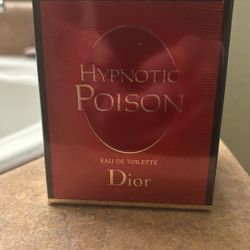 HYPNOTIC
POISON
EAU DE TOILETTE
Dior